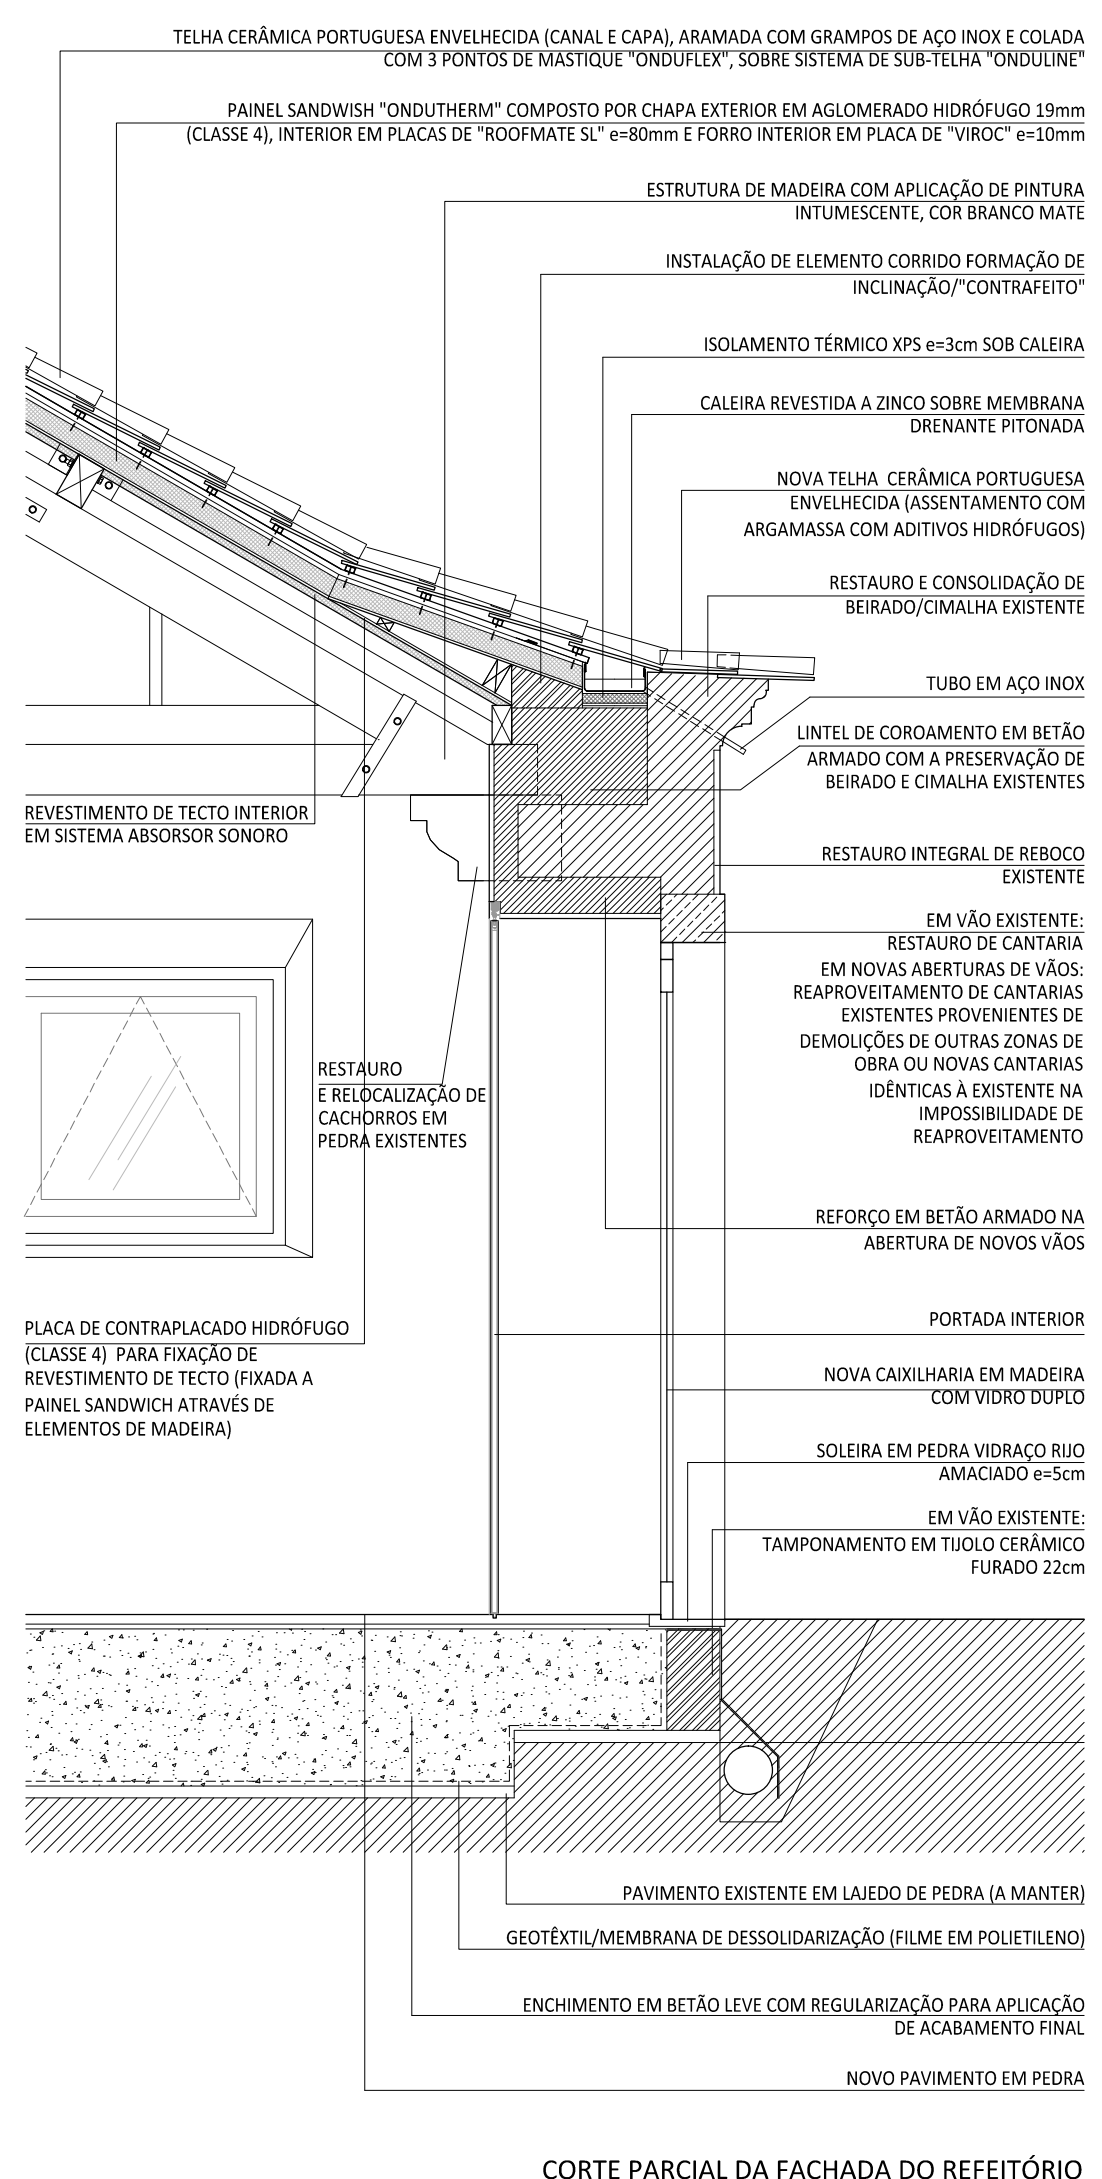 TELHA CERÂMICA PORTUGUESA ENVELHECIDA (CANAL E CAPA), ARAMADA COM GRAMPOS DE AÇO INOX E COLADA
COM 3 PONTOS DE MASTIQUE "ONDUFLEX", SOBRE SISTEMA DE SUB-TELHA "ONDULINE"
PAINEL SANDWISH "ONDUTHERM" COMPOSTO POR CHAPA EXTERIOR EM AGLOMERADO HIDRÓFUGO 19mm
(CLASSE 4), INTERIOR EM PLACAS DE "ROOFMATE SL" e=80mm E FORRO INTERIOR EM PLACA DE "VIROC" e=10mm
ESTRUTURA DE MADEIRA COM APLICAÇÃO DE PINTURA
INTUMESCENTE, COR BRANCO MATE
INSTALAÇÃO DE ELEMENTO CORRIDO FORMAÇÃO DE
INCLINAÇÃO/"CONTRAFEITO"
ISOLAMENTO TÉRMICO XPS e=3cm SOB CALEIRA
CALEIRA REVESTIDA A ZINCO SOBRE MEMBRANA
DRENANTE PITONADA
NOVA TELHA CERÂMICA PORTUGUESA
ENVELHECIDA (ASSENTAMENTO COM
ARGAMASSA COM ADITIVOS HIDRÓFUGOS)
RESTAURO E CONSOLIDAÇÃO DE
BEIRADO/CIMALHA EXISTENTE
TUBO EM AÇO INOX
LINTEL DE COROAMENTO EM BETÃO
ARMADO COM A PRESERVAÇÃO DE
BEIRADO E CIMALHA EXISTENTES
REVESTIMENTO DE TECTO INTERIOR
EM SISTEMA ABSORSOR SONORO
RESTAURO INTEGRAL DE REBOCO
EXISTENTE
EM VÃO EXISTENTE:
RESTAURO DE CANTARIA
EM NOVAS ABERTURAS DE VÃOS:
REAPROVEITAMENTO DE CANTARIAS
EXISTENTES PROVENIENTES DE
DEMOLIÇÕES DE OUTRAS ZONAS DE
OBRA OU NOVAS CANTARIAS
IDÊNTICAS À EXISTENTE NA
IMPOSSIBILIDADE DE
REAPROVEITAMENTO
RESTAURO
E RELOCALIZAÇÃO DE
CACHORROS EM
PEDRA EXISTENTES
REFORÇO EM BETÃO ARMADO NA
ABERTURA DE NOVOS VÃOS
PORTADA INTERIOR
PLACA DE CONTRAPLACADO HIDRÓFUGO
(CLASSE 4) PARA FIXAÇÃO DE
REVESTIMENTO DE TECTO (FIXADA A
PAINEL SANDWICH ATRAVÉS DE
ELEMENTOS DE MADEIRA)
NOVA CAIXILHARIA EM MADEIRA
COM VIDRO DUPLO
SOLEIRA EM PEDRA VIDRAÇO RIJO
AMACIADO e=5cm
EM VÃO EXISTENTE:
TAMPONAMENTO EM TIJOLO CERÂMICO
FURADO 22cm
PAVIMENTO EXISTENTE EM LAJEDO DE PEDRA (A MANTER)
GEOTÊXTIL/MEMBRANA DE DESSOLIDARIZAÇÃO (FILME EM POLIETILENO)
ENCHIMENTO EM BETÃO LEVE COM REGULARIZAÇÃO PARA APLICAÇÃO
DE ACABAMENTO FINAL
NOVO PAVIMENTO EM PEDRA
CORTE PARCIAL DA FACHADA DO REFEITÓRIO